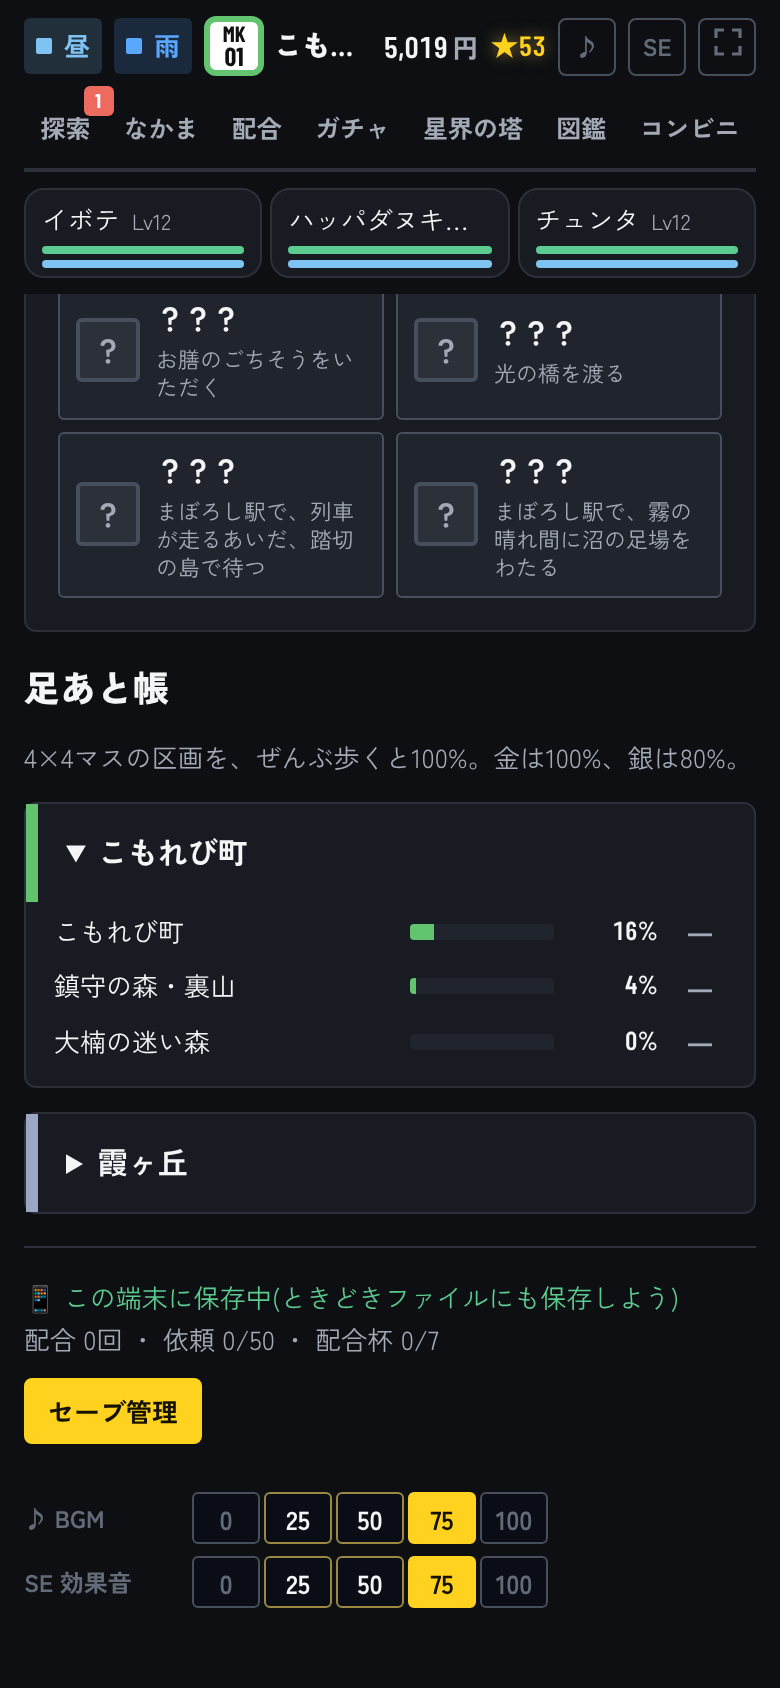 昼 雨 MK 01 こも… 5,019 円 ★53 ♪ SE
1
探索 なかま 配合 ガチャ 星界の塔 図鑑 コンビニ
イボテ Lv12 ハッパダヌキ… チュンタ Lv12
? ？？？
お膳のごちそうをい
ただく
? ？？？
光の橋を渡る
? ？？？
まぼろし駅で、列車
が走るあいだ、踏切
の島で待つ
? ？？？
まぼろし駅で、霧の
晴れ間に沼の足場を
わたる
足あと帳
4×4マスの区画を、ぜんぶ歩くと100%。金は100%、銀は80%。
▼ こもれび町
こもれび町 16% —
鎮守の森・裏山 4% —
大楠の迷い森 0% —
▶ 霞ヶ丘
📱 この端末に保存中(ときどきファイルにも保存しよう)
配合 0回 ・ 依頼 0/50 ・ 配合杯 0/7
セーブ管理
♪ BGM 0 25 50 75 100
SE 効果音 0 25 50 75 100